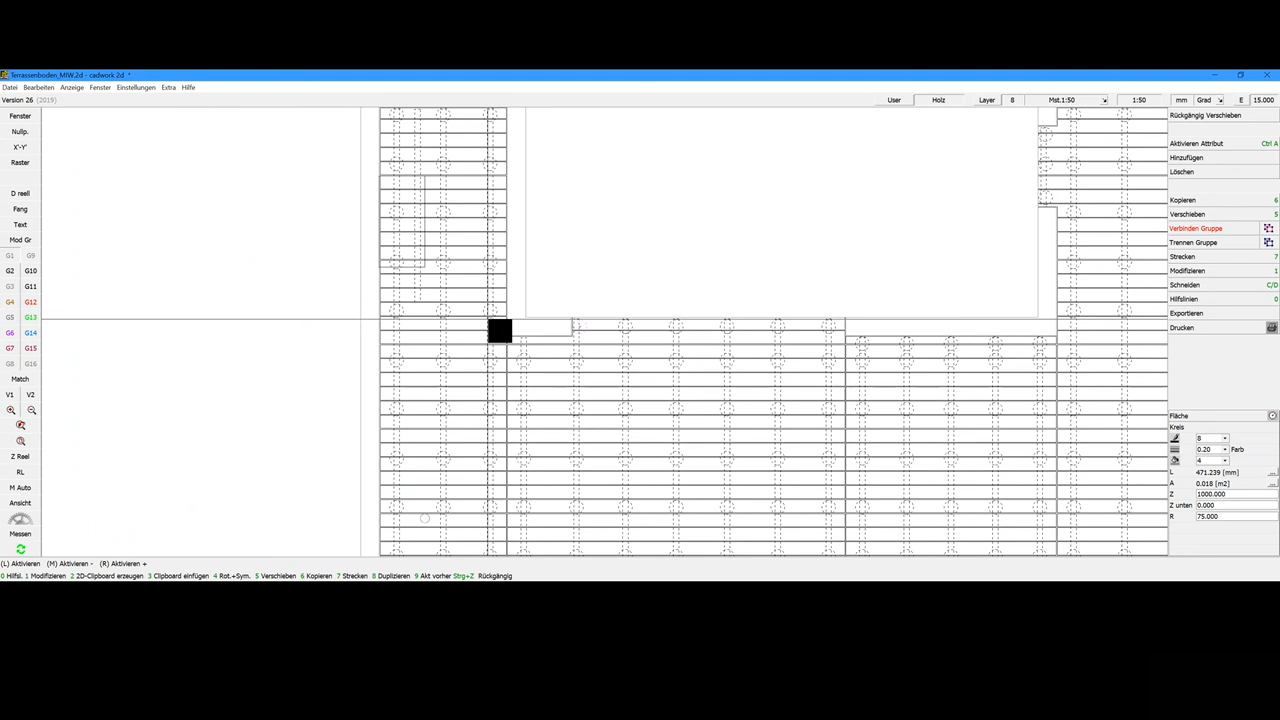 Terrassenboden_MIW.2d - cadwork 2d *
Datei Bearbeiten Anzeige Fenster Einstellungen Extra Hilfe
Version 26 (2019) User Holz Layer 8 Mst.1:50 1:50 mm Grad E 15.000
Fenster
Nullp.
X'-Y'
Raster
D reell
Fang
Text
Mod Gr
G1 G9
G2 G10
G3 G11
G4 G12
G5 G13
G6 G14
G7 G15
G8 G16
Match
V1 V2
Z Reel
RL
M Auto
Ansicht
Messen
Rückgängig Verschieben
Aktivieren Attribut Ctrl A
Hinzufügen
Löschen
Kopieren 6
Verschieben 5
Verbinden Gruppe
Trennen Gruppe
Strecken 7
Modifizieren 1
Schneiden C/D
Hilfslinien 0
Exportieren
Drucken
Fläche
Kreis
8
0.20 Farb
4
L 471.239 [mm] ...
A 0.018 [m2] ...
Z 1000.000
Z unten 0.000
R 75.000
(L) Aktivieren (M) Aktivieren - (R) Aktivieren +
0 Hilfsl. 1 Modifizieren 2 2D-Clipboard erzeugen 3 Clipboard einfügen 4 Rot.+Sym. 5 Verschieben 6 Kopieren 7 Strecken 8 Duplizieren 9 Akt vorher Strg+Z Rückgängig